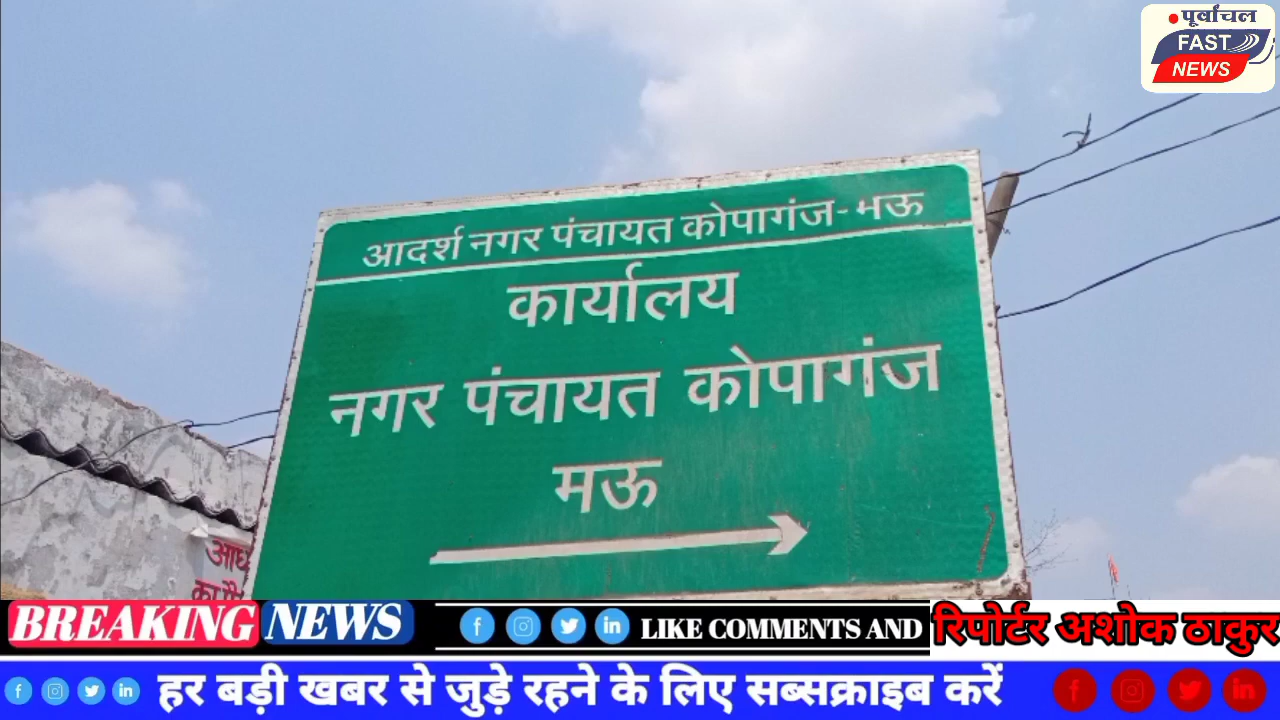 पूर्वांचल
FAST
NEWS
आदर्श नगर पंचायत कोपागंज-मऊ
कार्यालय
नगर पंचायत कोपागंज
मऊ
BREAKING NEWS
LIKE COMMENTS AND
रिपोर्टर अशोक ठाकुर
हर बड़ी खबर से जुड़े रहने के लिए सब्सक्राइब करें